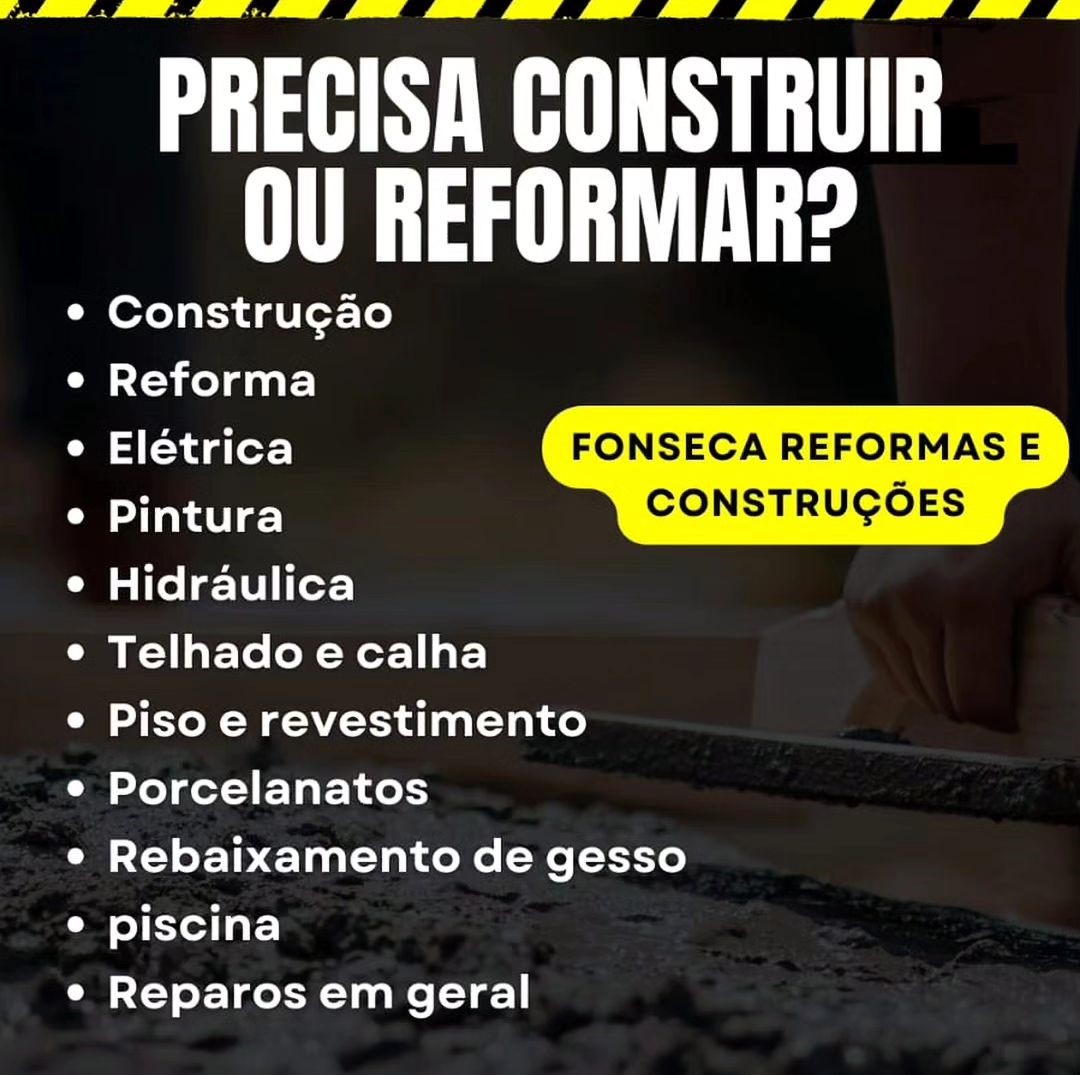 PRECISA CONSTRUIR
OU REFORMAR?
• Construção
• Reforma
• Elétrica
• Pintura
• Hidráulica
• Telhado e calha
• Piso e revestimento
• Porcelanatos
• Rebaixamento de gesso
• piscina
• Reparos em geral
FONSECA REFORMAS E
CONSTRUÇÕES